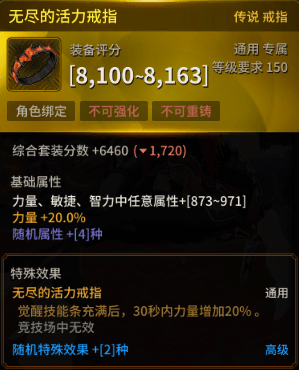 无尽的活力戒指 传说 戒指
装备评分 通用 专属
[8,100~8,163] 等级要求 150
角色绑定 不可强化 不可重铸
综合套装分数 +6460 (▼1,720)
基础属性
力量、敏捷、智力中任意属性+[873~971]
力量 +20.0%
随机属性 +[4]种
特殊效果
无尽的活力戒指 通用
觉醒技能条充满后，30秒内力量增加20% 。
竞技场中无效
随机特殊效果 +[2]种 高级